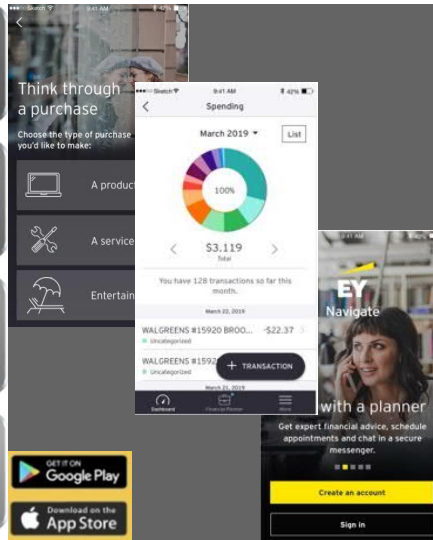 Sketch 9:41 AM 42%
Think through
a purchase
Choose the type of purchase
you'd like to make:
A product
A service
Entertain
Sketch 9:41 AM 42%
Spending
March 2019
List
100%
$3.119
Total
You have 128 transactions so far this
month.
March 22, 2019
WALGREENS #15920 BROO... -$22.37
Uncategorized
WALGREENS #1592
Uncategorized
+ TRANSACTION
March 21, 2019
Dashboard Financial Planner More
9:41 AM
EY
Navigate
with a planner
Get expert financial advice, schedule
appointments and chat in a secure
messenger.
Create an account
Sign in
GET IT ON
Google Play
Download on the
App Store